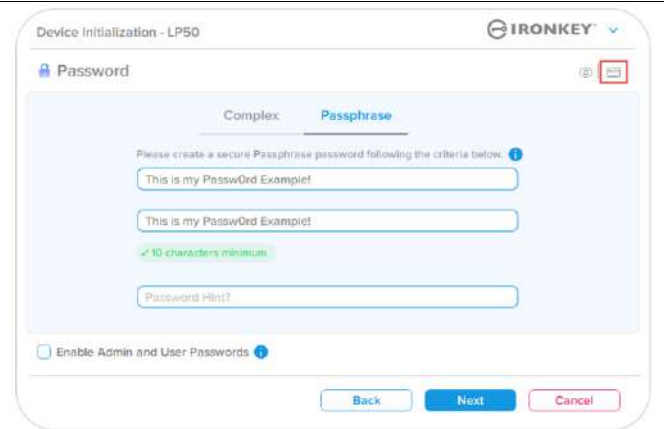 Device Initialization - LP50
IRONKEY
Password
Complex Passphrase
Please create a secure Passphrase password following the criteria below.
This is my Passw0rd Example!
This is my Passw0rd Example!
✓ 10 characters minimum
Password Hint?
Enable Admin and User Passwords
Back Next Cancel